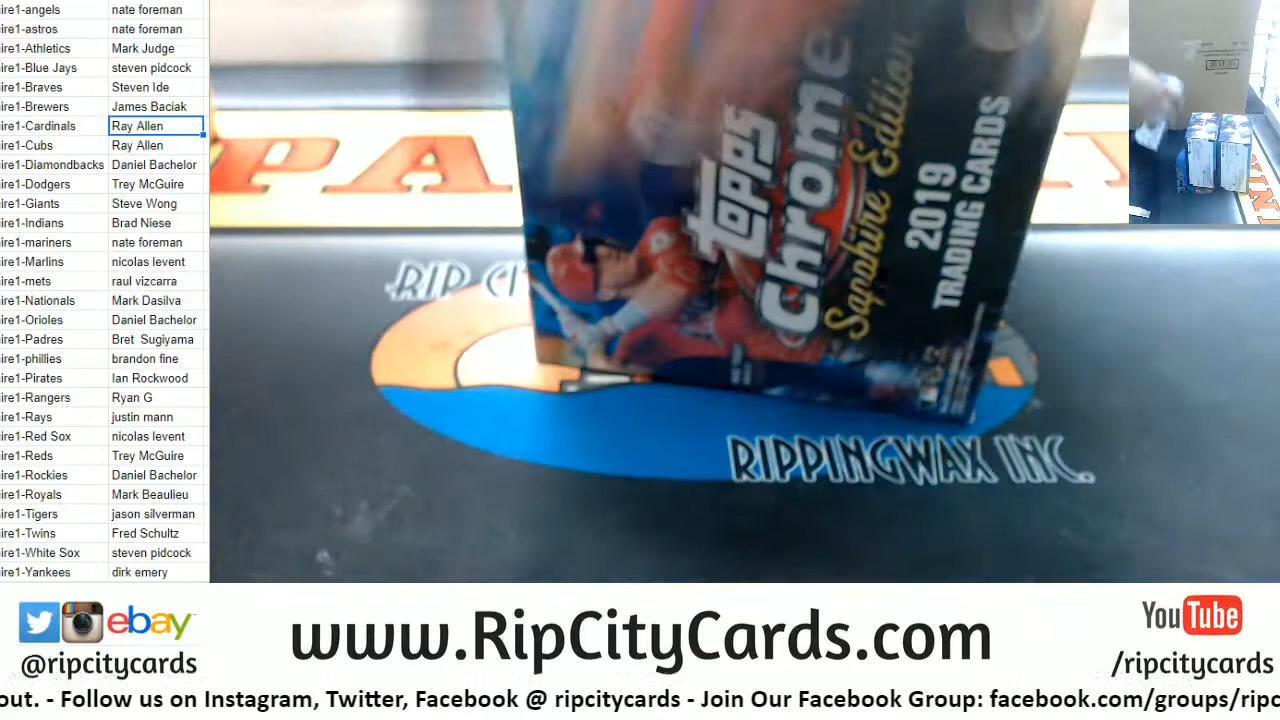 ire1-angels nate foreman
ire1-astros nate foreman
ire1-Athletics Mark Judge
ire1-Blue Jays steven pidcock
ire1-Braves Steven Ide
ire1-Brewers James Baciak
ire1-Cardinals Ray Allen
ire1-Cubs Ray Allen
ire1-Diamondbacks Daniel Bachelor
ire1-Dodgers Trey McGuire
ire1-Giants Steve Wong
ire1-Indians Brad Niese
ire1-mariners nate foreman
ire1-Marlins nicolas levent
ire1-mets raul vizcarra
ire1-Nationals Mark Dasilva
ire1-Orioles Daniel Bachelor
ire1-Padres Bret Sugiyama
ire1-phillies brandon fine
ire1-Pirates Ian Rockwood
ire1-Rangers Ryan G
ire1-Rays justin mann
ire1-Red Sox nicolas levent
ire1-Reds Trey McGuire
ire1-Rockies Daniel Bachelor
ire1-Royals Mark Beaulieu
ire1-Tigers jason silverman
ire1-Twins Fred Schultz
ire1-White Sox steven pidcock
ire1-Yankees dirk emery
PA
RIP CI
Topps
Chrome
Sapphire Edition
2019
TRADING CARDS
RIPPINGWAX INC.
ebay
@ripcitycards
www.RipCityCards.com
YouTube
/ripcitycards
out. - Follow us on Instagram, Twitter, Facebook @ ripcitycards - Join Our Facebook Group: facebook.com/groups/ripc